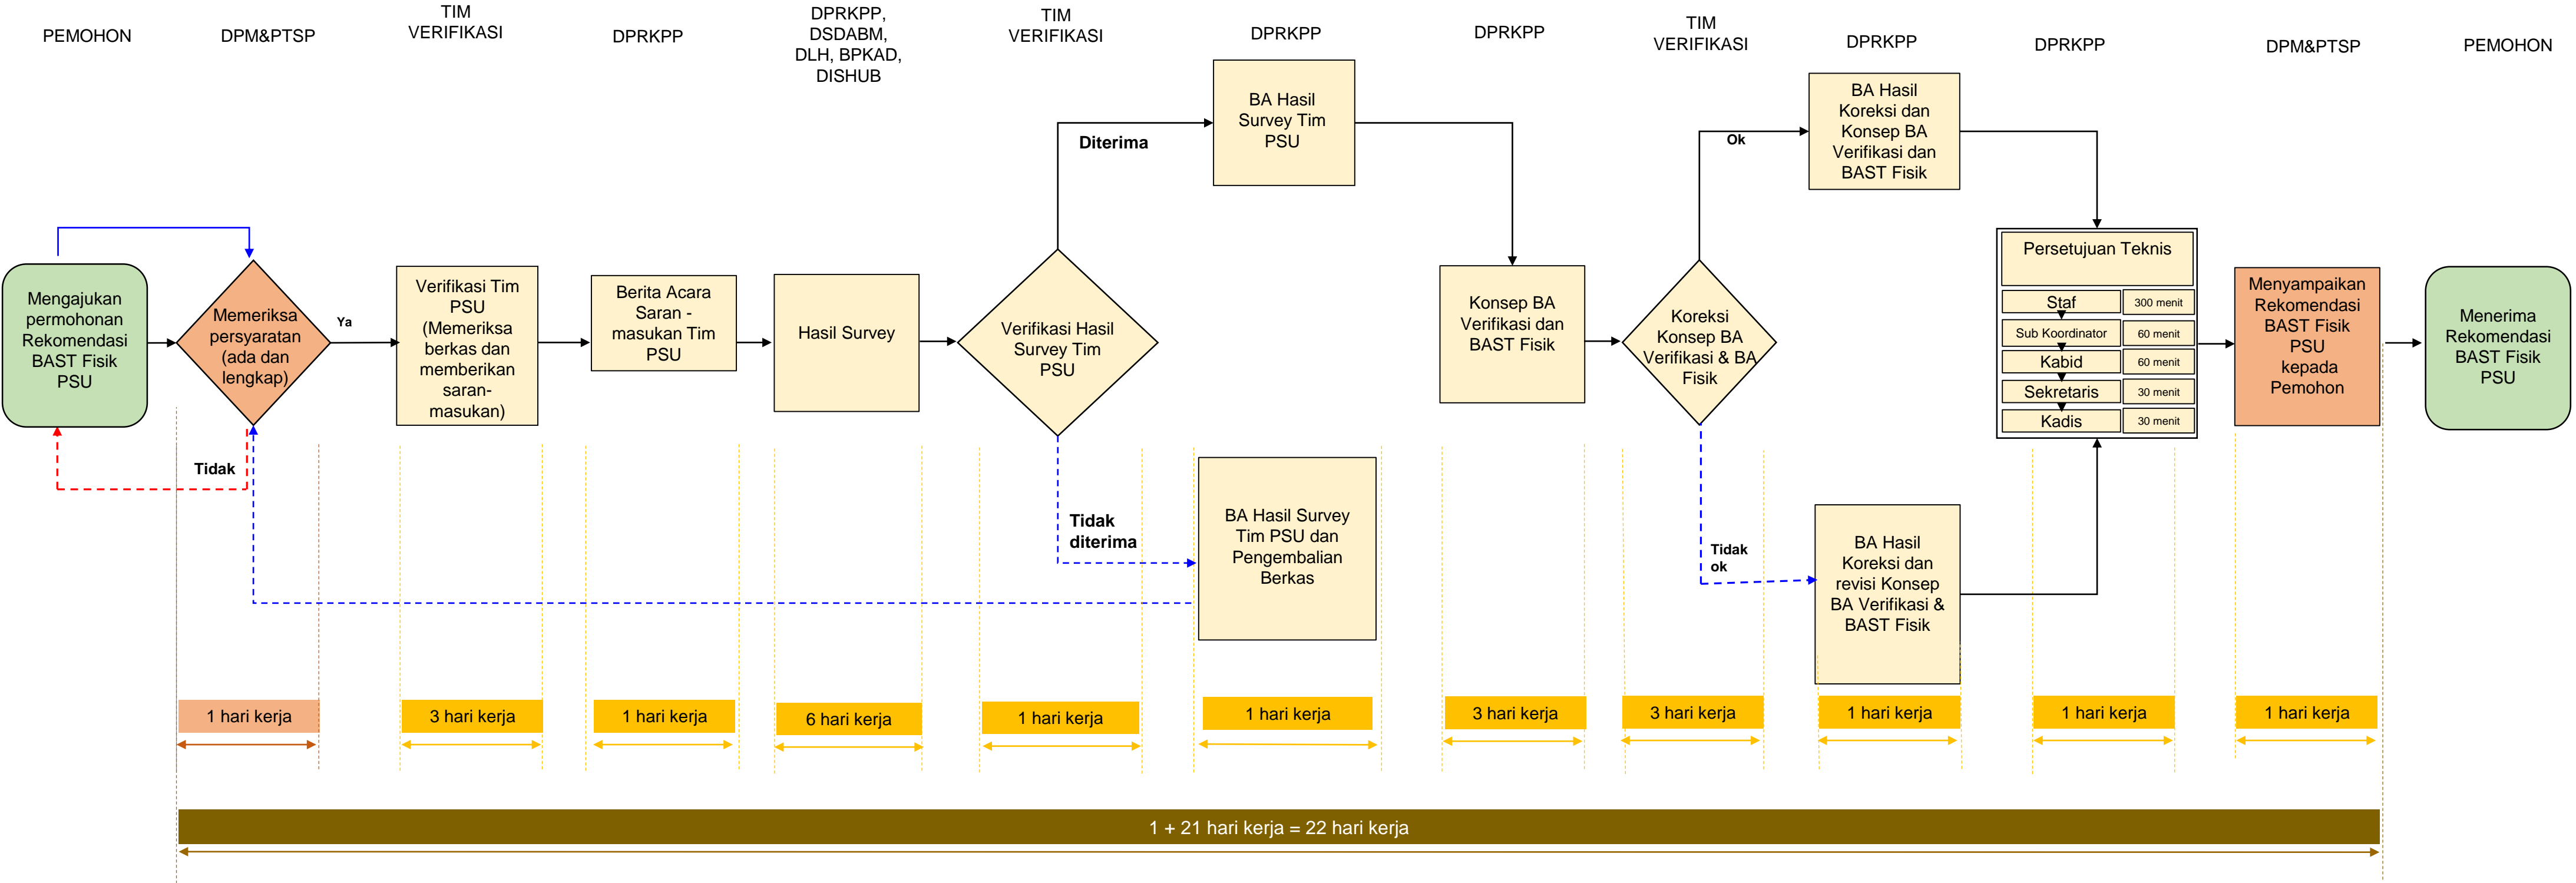 PEMOHON
DPM&PTSP
TIM
VERIFIKASI
DPRKPP
DPRKPP,
DSDABM,
DLH, BPKAD,
DISHUB
TIM
VERIFIKASI
DPRKPP
DPRKPP
TIM
VERIFIKASI
DPRKPP
DPRKPP
DPM&PTSP
PEMOHON
Mengajukan
permohonan
Rekomendasi
BAST Fisik
PSU
Memeriksa
persyaratan
(ada dan
lengkap)
Ya
Tidak
Verifikasi Tim
PSU
(Memeriksa
berkas dan
memberikan
saran-
masukan)
Berita Acara
Saran -
masukan Tim
PSU
Hasil Survey
Verifikasi Hasil
Survey Tim
PSU
Diterima
Tidak
diterima
BA Hasil
Survey Tim
PSU
BA Hasil Survey
Tim PSU dan
Pengembalian
Berkas
Konsep BA
Verifikasi dan
BAST Fisik
Koreksi
Konsep BA
Verifikasi & BA
Fisik
Ok
Tidak
ok
BA Hasil
Koreksi dan
Konsep BA
Verifikasi dan
BAST Fisik
BA Hasil
Koreksi dan
revisi Konsep
BA Verifikasi &
BAST Fisik
Persetujuan Teknis
Staf 300 menit
Sub Koordinator 60 menit
Kabid 60 menit
Sekretaris 30 menit
Kadis 30 menit
Menyampaikan
Rekomendasi
BAST Fisik
PSU
kepada
Pemohon
Menerima
Rekomendasi
BAST Fisik
PSU
1 hari kerja
3 hari kerja
1 hari kerja
6 hari kerja
1 hari kerja
1 hari kerja
3 hari kerja
3 hari kerja
1 hari kerja
1 hari kerja
1 hari kerja
1 + 21 hari kerja = 22 hari kerja